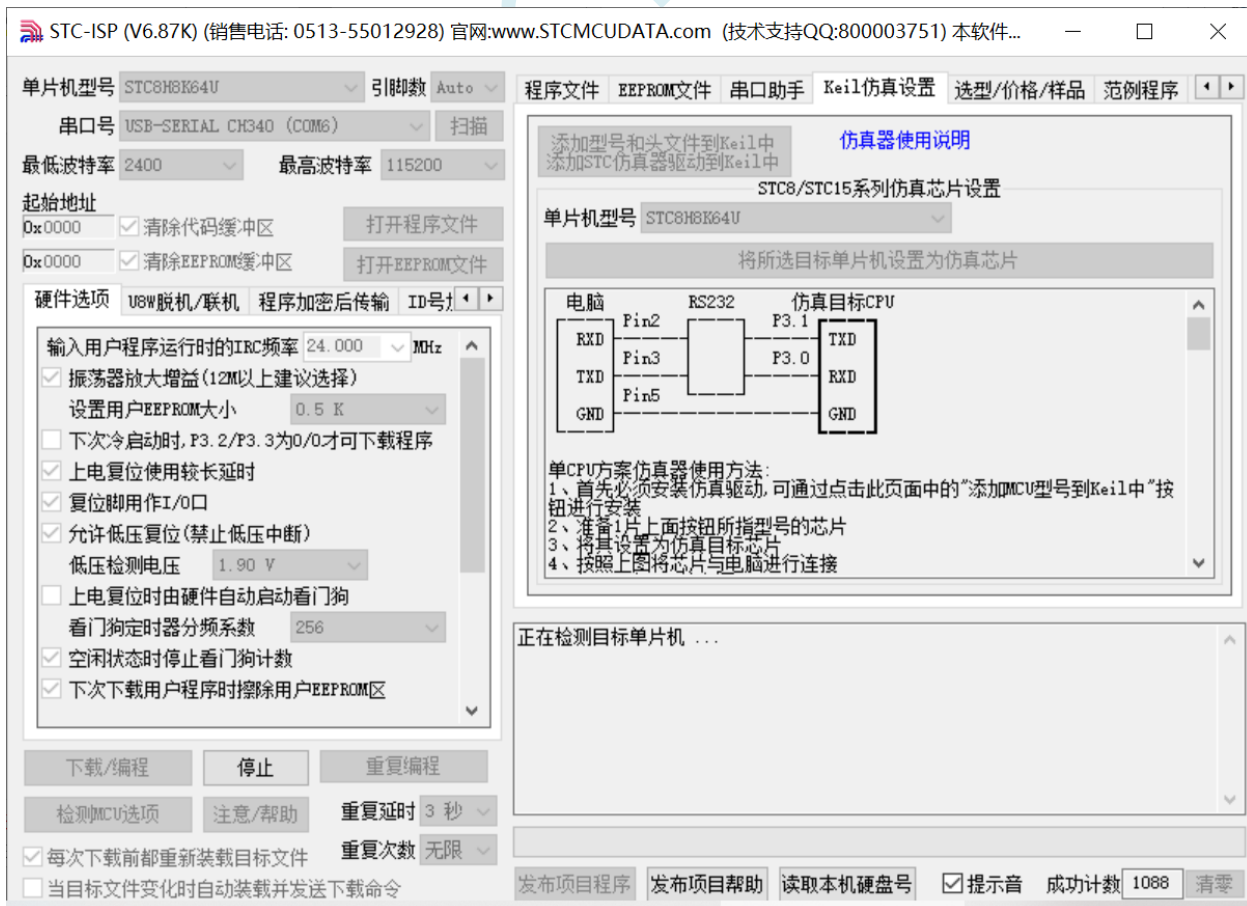 STC-ISP (V6.87K) (销售电话: 0513-55012928) 官网:www.STCMCUDATA.com (技术支持QQ:800003751) 本软件...
单片机型号 STC8H8K64U 引脚数 Auto
串口号 USB-SERIAL CH340 (COM6) 扫描
最低波特率 2400 最高波特率 115200
起始地址
0x0000 清除代码缓冲区 打开程序文件
0x0000 清除EEPROM缓冲区 打开EEPROM文件
硬件选项 U8W脱机/联机 程序加密后传输
输入用户程序运行时的IRC频率 24.000 MHz
振荡器放大增益(12M以上建议选择)
设置用户EEPROM大小 0.5 K
下次冷启动时,P3.2/P3.3为0/0才可下载程序
上电复位使用较长延时
复位脚用作I/O口
允许低压复位(禁止低压中断)
低压检测电压 1.90 V
上电复位时由硬件自动启动看门狗
看门狗定时器分频系数 256
空闲状态时停止看门狗计数
下次下载用户程序时擦除用户EEPROM区
下载/编程 停止 重复编程
检测MCU选项 注意/帮助 重复延时 3 秒
重复次数 无限
每次下载前都重新装载目标文件
当目标文件变化时自动装载并发送下载命令
程序文件 EEPROM文件 串口助手 Keil仿真设置 选型/价格/样品 范例程序
添加型号和头文件到Keil中
添加STC仿真器驱动到Keil中
仿真器使用说明
STC8/STC15系列仿真芯片设置
单片机型号 STC8H8K64U
将所选目标单片机设置为仿真芯片
电脑 RS232 仿真目标CPU
Pin2 P3.1
RXD TXD
Pin3 P3.0
TXD RXD
Pin5
GND GND
单CPU方案仿真器使用方法:
1、首先必须安装仿真驱动,可通过点击此页面中的"添加MCU型号到Keil中"按
钮进行安装
2、准备1片上面按钮所指型号的芯片
3、将其设置为仿真目标芯片
4、按照上图将芯片与电脑进行连接
正在检测目标单片机 ...
发布项目程序 发布项目帮助 读取本机硬盘号 提示音 成功计数 1088 清零